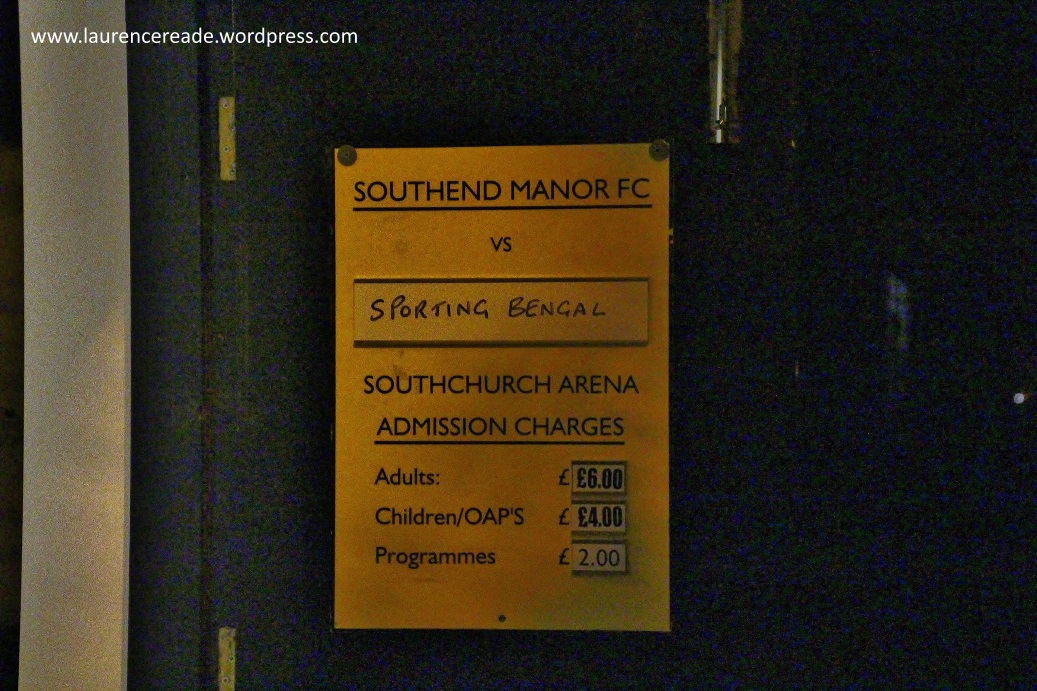 www.laurencereade.wordpress.com
SOUTHEND MANOR FC
VS
SPORTING BENGAL
SOUTHCHURCH ARENA
ADMISSION CHARGES
Adults: £ £6.00
Children/OAP'S £ £4.00
Programmes £ 2.00